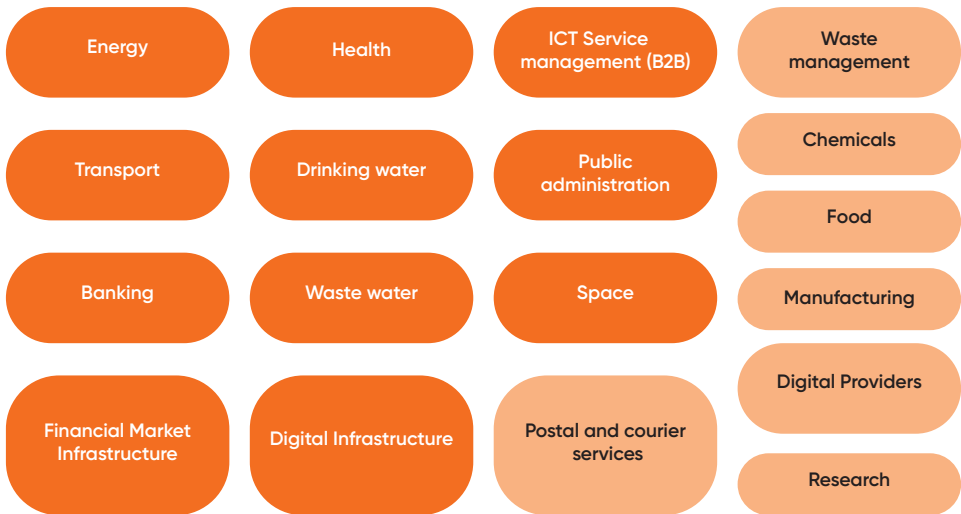 Energy
Health
ICT Service
management (B2B)
Waste
management
Transport
Drinking water
Public
administration
Chemicals
Food
Banking
Waste water
Space
Manufacturing
Digital Providers
Financial Market
Infrastructure
Digital Infrastructure
Postal and courier
services
Research